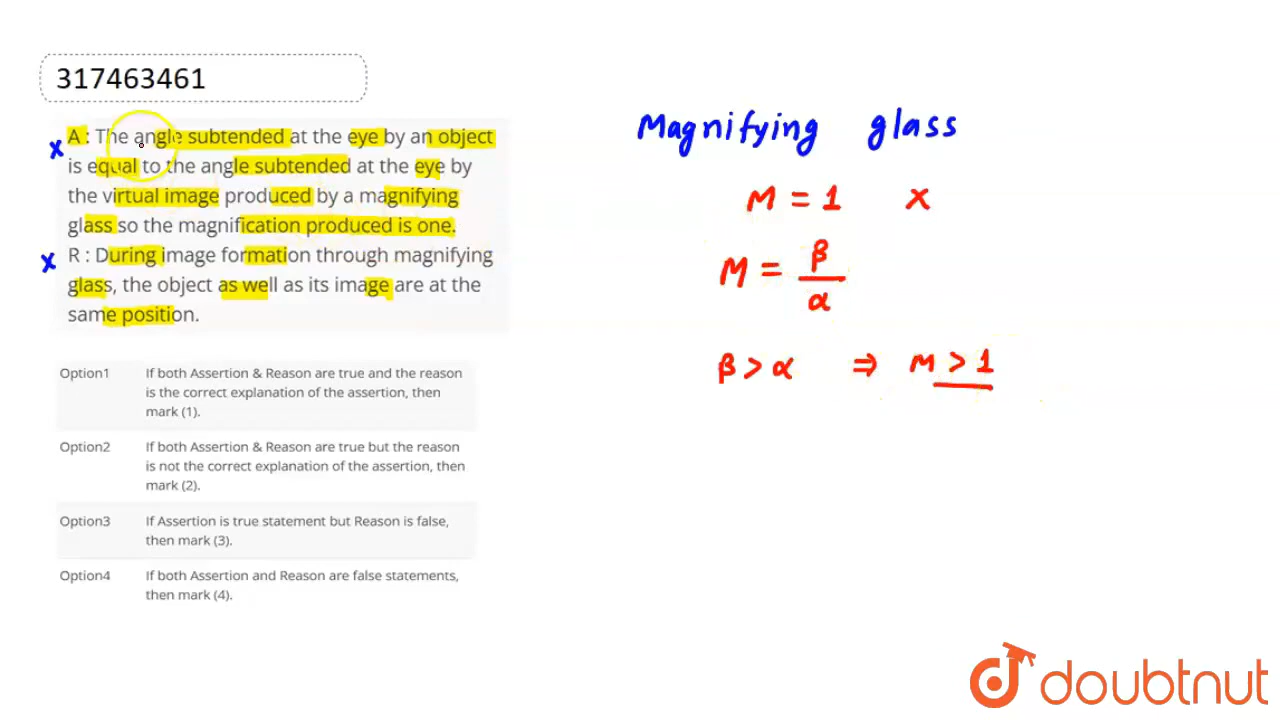 317463461
A : The angle subtended at the eye by an object
is equal to the angle subtended at the eye by
the virtual image produced by a magnifying
glass so the magnification produced is one.
R : During image formation through magnifying
glass, the object as well as its image are at the
same position.
Option1 If both Assertion & Reason are true and the reason
is the correct explanation of the assertion, then
mark (1).
Option2 If both Assertion & Reason are true but the reason
is not the correct explanation of the assertion, then
mark (2).
Option3 If Assertion is true statement but Reason is false,
then mark (3).
Option4 If both Assertion and Reason are false statements,
then mark (4).
x
x
Magnifying glass
M = 1 x
M = β/α
β > α ⇒ M > 1
doubtnut